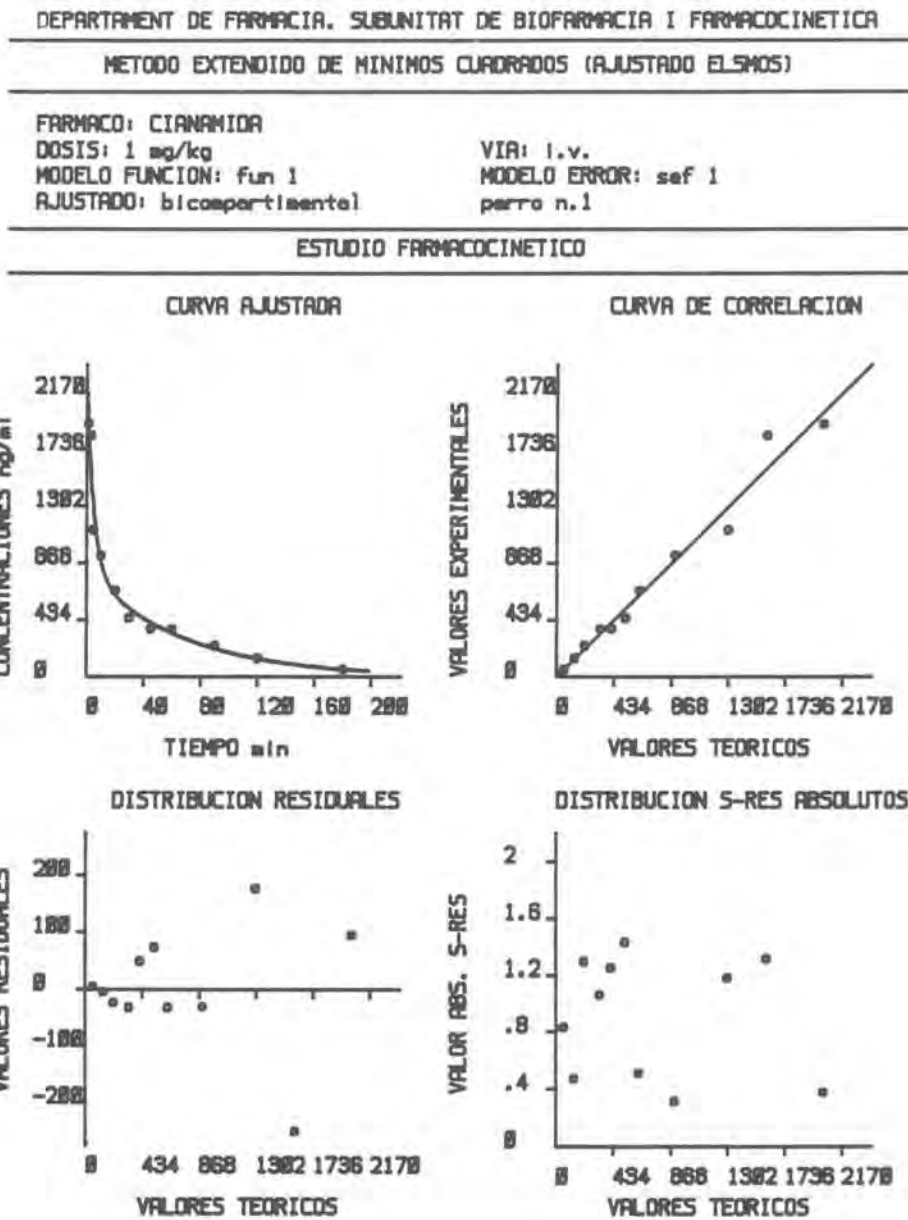 DEPARTAMENT DE FARMACIA. SUBUNITAT DE BIOFARMACIA I FARMACOCINETICA
METODO EXTENDIDO DE MINIMOS CUADRADOS (AJUSTADO ELSMOS)
FARMACO: CIANAMIDA
DOSIS: 1 mg/kg
VIA: i.v.
MODELO FUNCION: fun 1
MODELO ERROR: sef 1
AJUSTADO: bicompartimental
perro n.1
ESTUDIO FARMACOCINETICO
CURVA AJUSTADA
CONCENTRACIONES ng/ml
2170
1736
1302
868
434
0
0 40 80 120 160 200
TIEMPO min
CURVA DE CORRELACION
VALORES EXPERIMENTALES
2170
1736
1302
868
434
0
0 434 868 1302 1736 2170
VALORES TEORICOS
DISTRIBUCION RESIDUALES
VALORES RESIDUALES
200
100
0
-100
-200
0 434 868 1302 1736 2170
VALORES TEORICOS
DISTRIBUCION S-RES ABSOLUTOS
VALOR ABS. S-RES
2
1.6
1.2
.8
.4
0
0 434 868 1302 1736 2170
VALORES TEORICOS